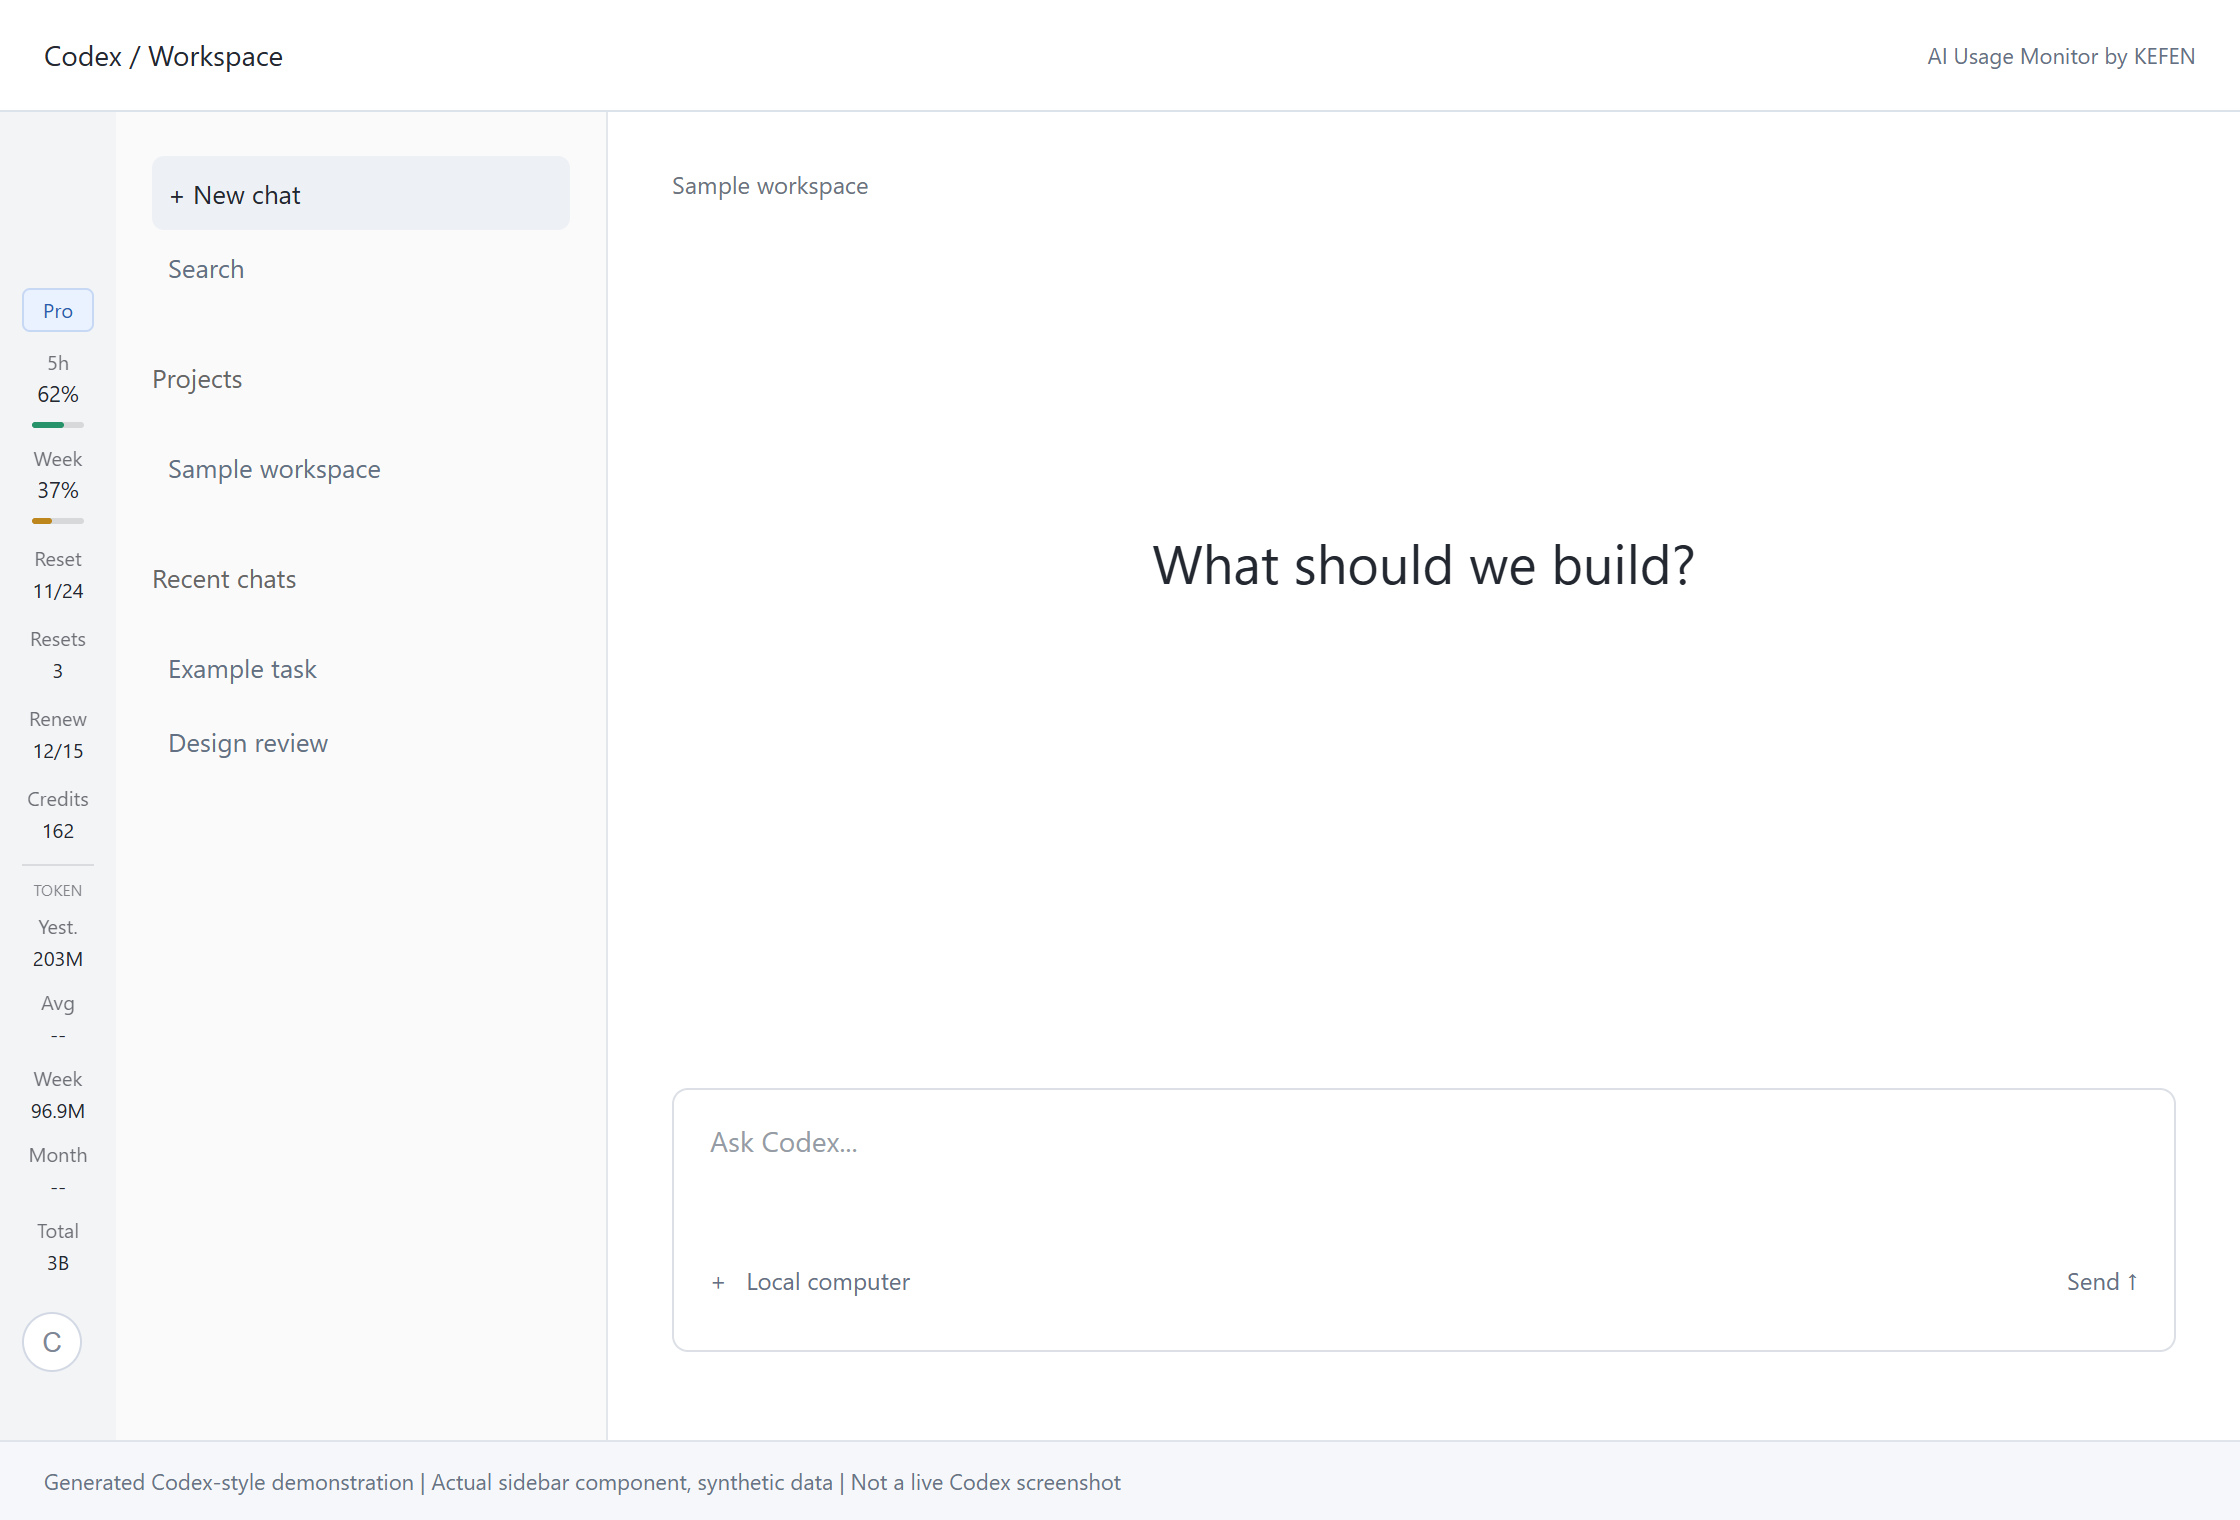 Codex / Workspace
AI Usage Monitor by KEFEN
Pro
5h
62%
Week
37%
Reset
11/24
Resets
3
Renew
12/15
Credits
162
TOKEN
Yest.
203M
Avg
--
Week
96.9M
Month
--
Total
3B
C
+ New chat
Search
Projects
Sample workspace
Recent chats
Example task
Design review
Sample workspace
What should we build?
Ask Codex...
+ Local computer
Send ↑
Generated Codex-style demonstration | Actual sidebar component, synthetic data | Not a live Codex screenshot